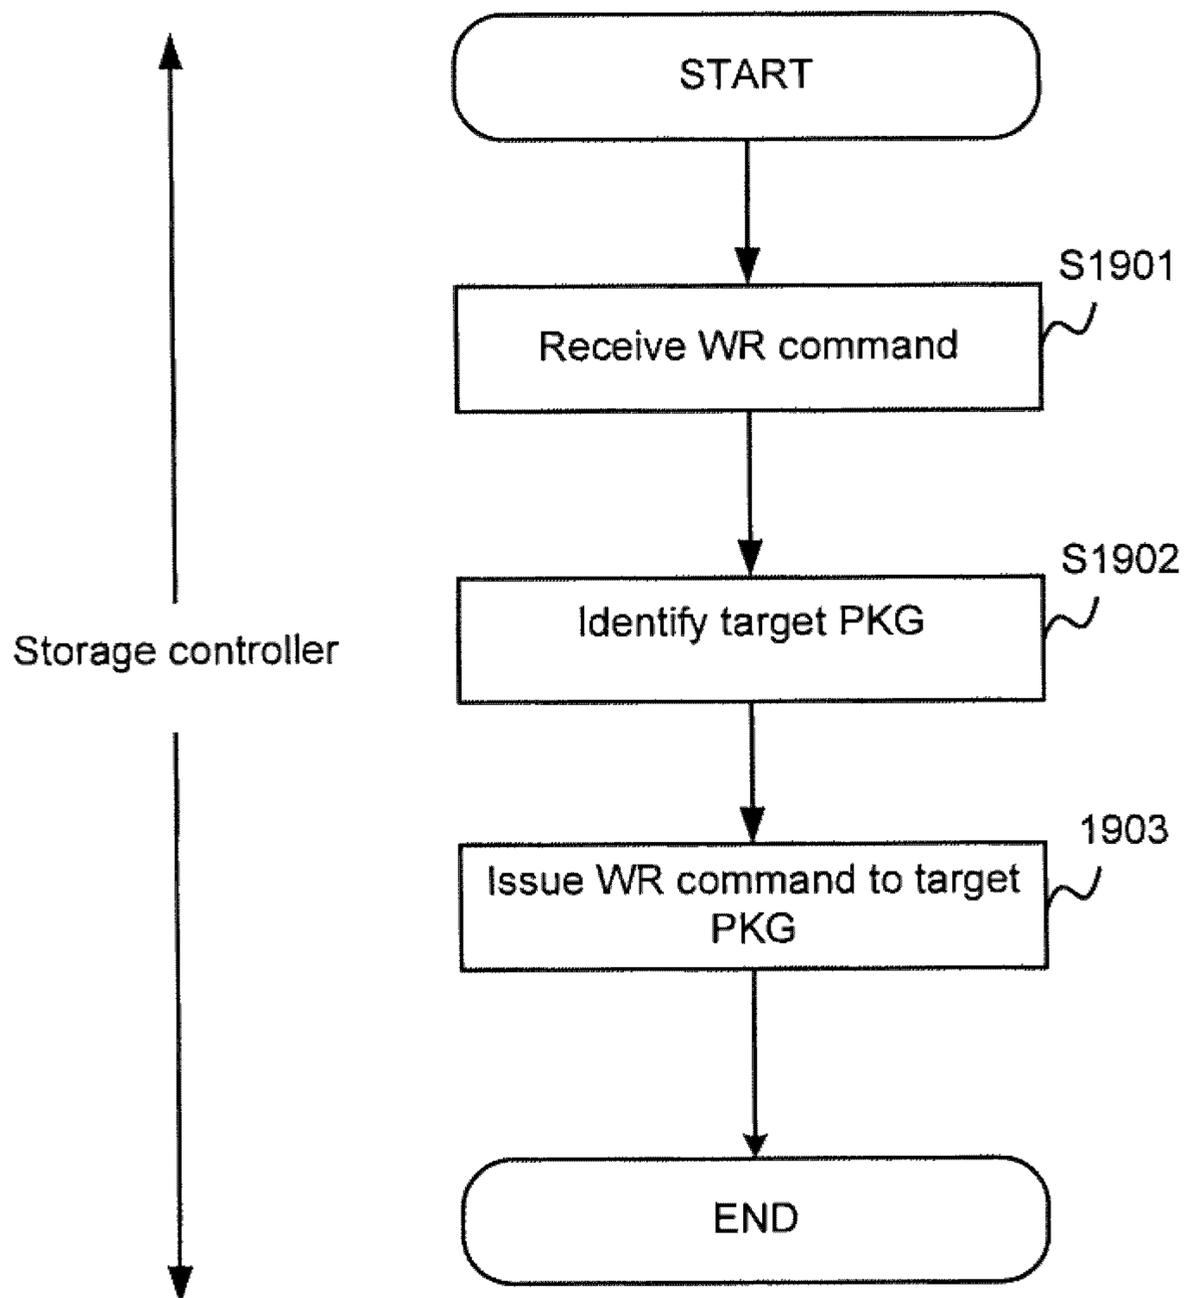 START
S1901
Receive WR command
S1902
Identify target PKG
Storage controller
1903
Issue WR command to target
PKG
END